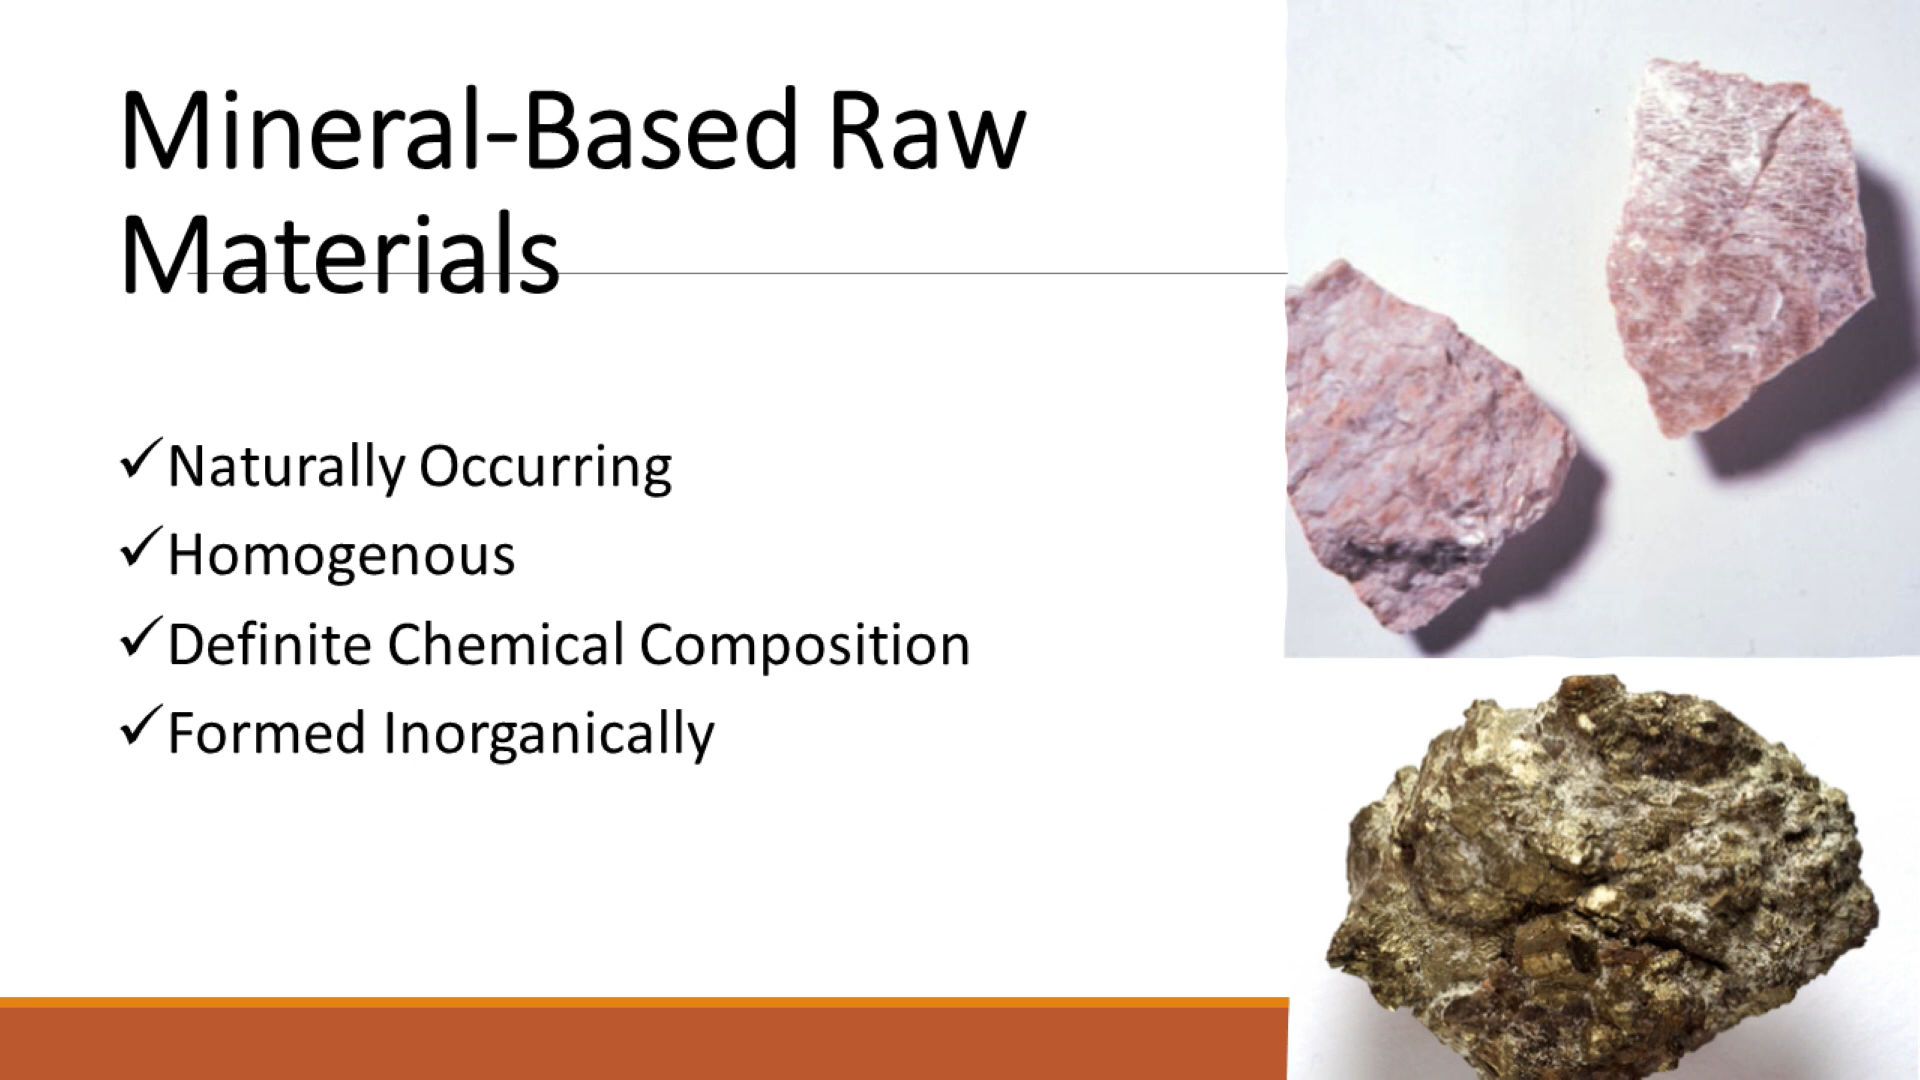 Mineral-Based Raw
Materials
✓Naturally Occurring
✓Homogenous
✓Definite Chemical Composition
✓Formed Inorganically